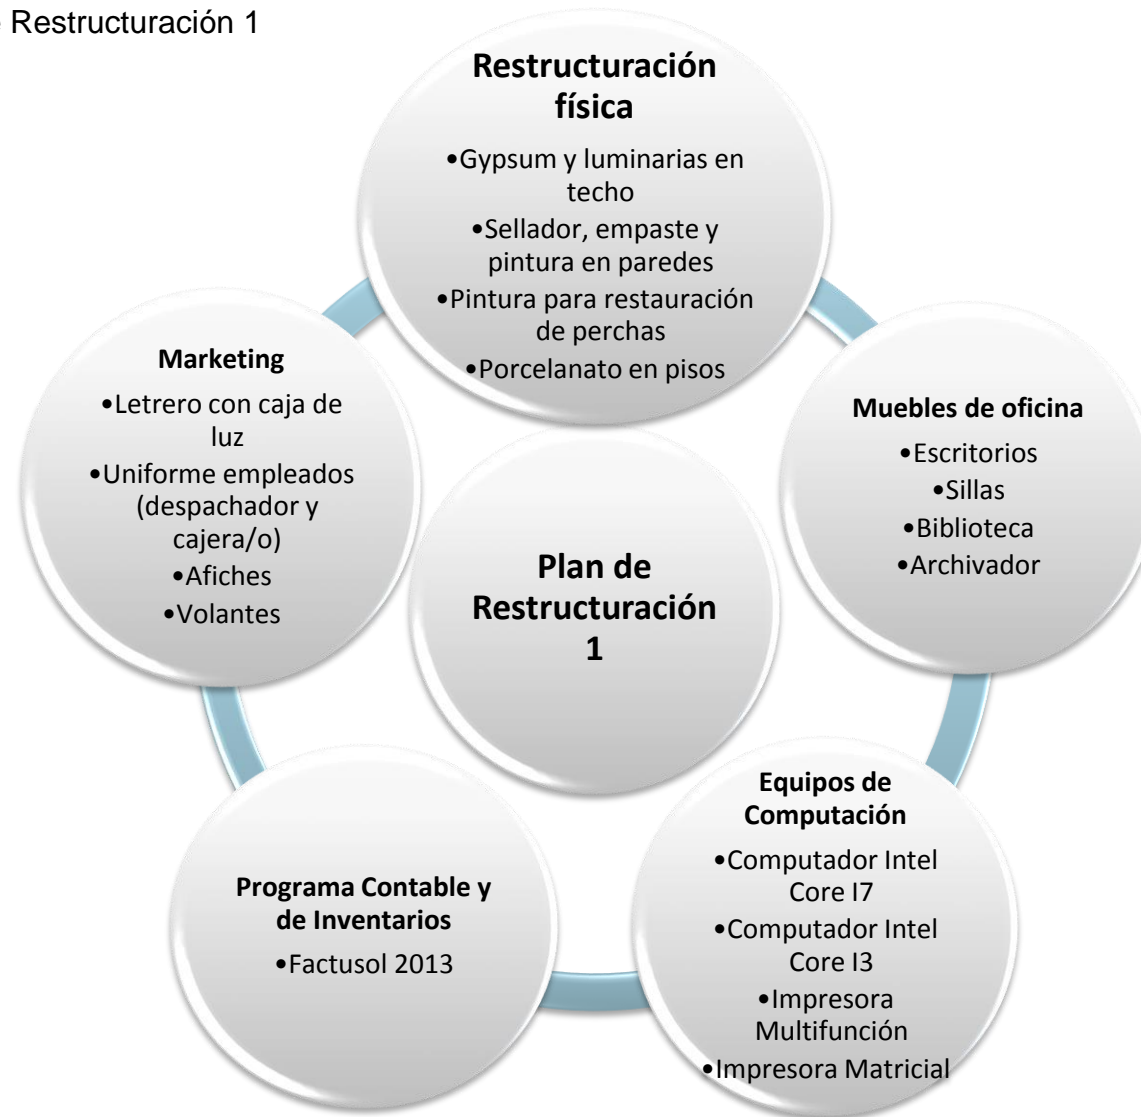 Restructuración 1
Restructuración
física
•Gypsum y luminarias en
techo
•Sellador, empaste y
pintura en paredes
•Pintura para restauración
de perchas
•Porcelanato en pisos
Muebles de oficina
•Escritorios
•Sillas
•Biblioteca
•Archivador
Equipos de
Computación
•Computador Intel
Core I7
•Computador Intel
Core I3
•Impresora
Multifunción
•Impresora Matricial
Programa Contable y
de Inventarios
•Factusol 2013
Marketing
•Letrero con caja de
luz
•Uniforme empleados
(despachador y
cajera/o)
•Afiches
•Volantes
Plan de
Restructuración
1